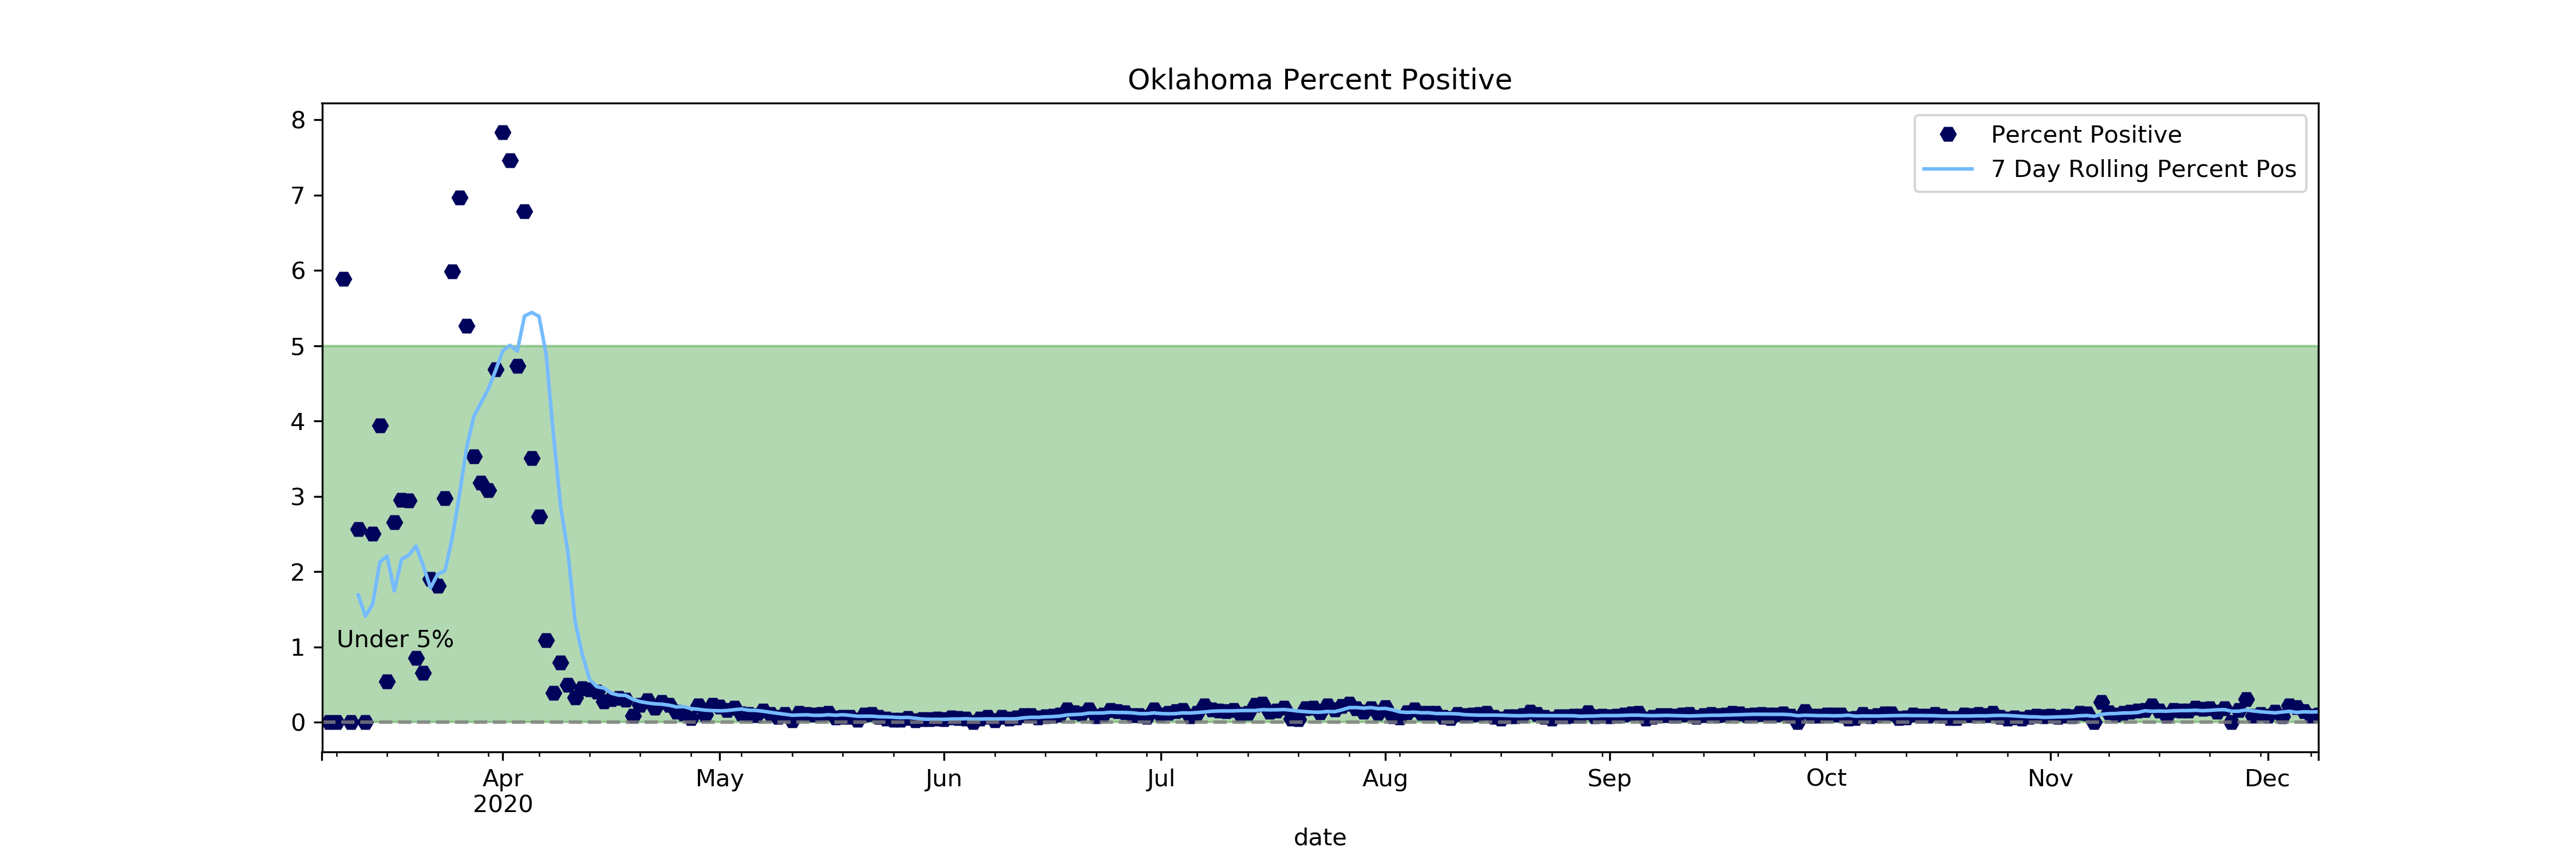 Oklahoma Percent Positive
8
7
6
5
4
3
2
1
0
Percent Positive
7 Day Rolling Percent Pos
Under 5%
Apr May Jun Jul Aug Sep Oct Nov Dec
2020
date